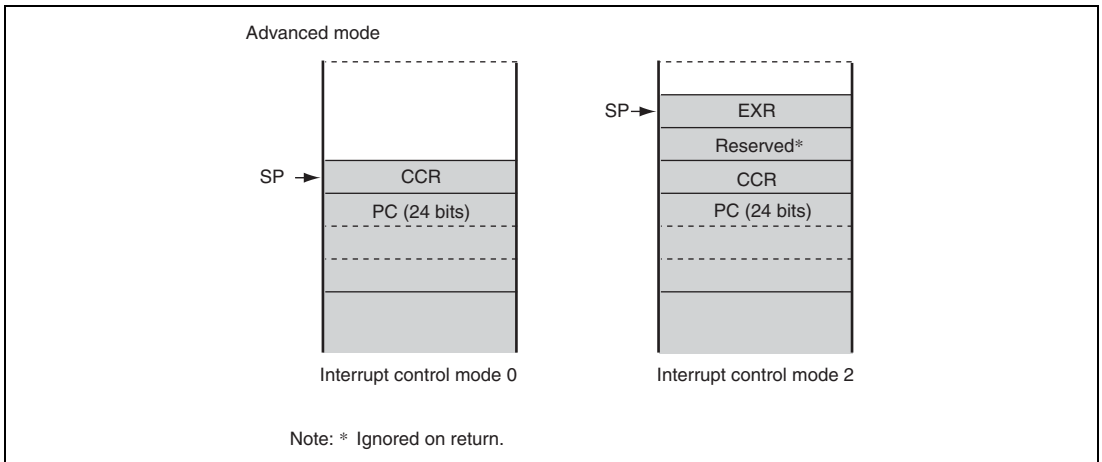 Advanced mode
SP
CCR
PC (24 bits)
Interrupt control mode 0
SP
EXR
Reserved*
CCR
PC (24 bits)
Interrupt control mode 2
Note: * Ignored on return.